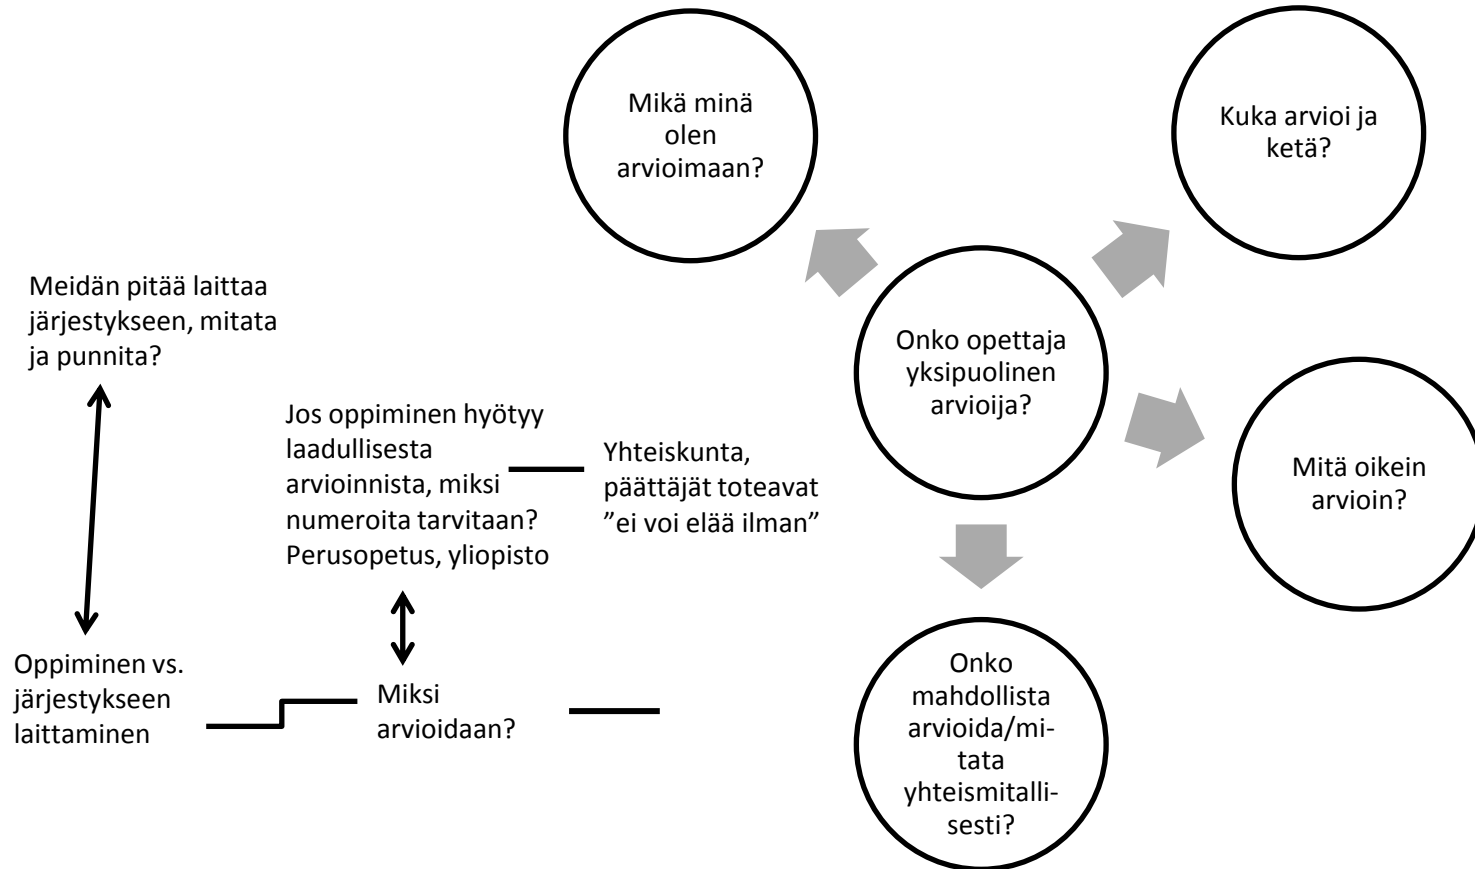 Mikä minä
olen
arvioimaan?
Kuka arvioi ja
ketä?
Meidän pitää laittaa
järjestykseen, mitata
ja punnita?
Onko opettaja
yksipuolinen
arvioija?
Jos oppiminen hyötyy
laadullisesta
arvioinnista, miksi
numeroita tarvitaan?
Perusopetus, yliopisto
Yhteiskunta,
päättäjät toteavat
”ei voi elää ilman”
Mitä oikein
arvioin?
Oppiminen vs.
järjestykseen
laittaminen
Miksi
arvioidaan?
Onko
mahdollista
arvioida/mi-
tata
yhteismitalli-
sesti?